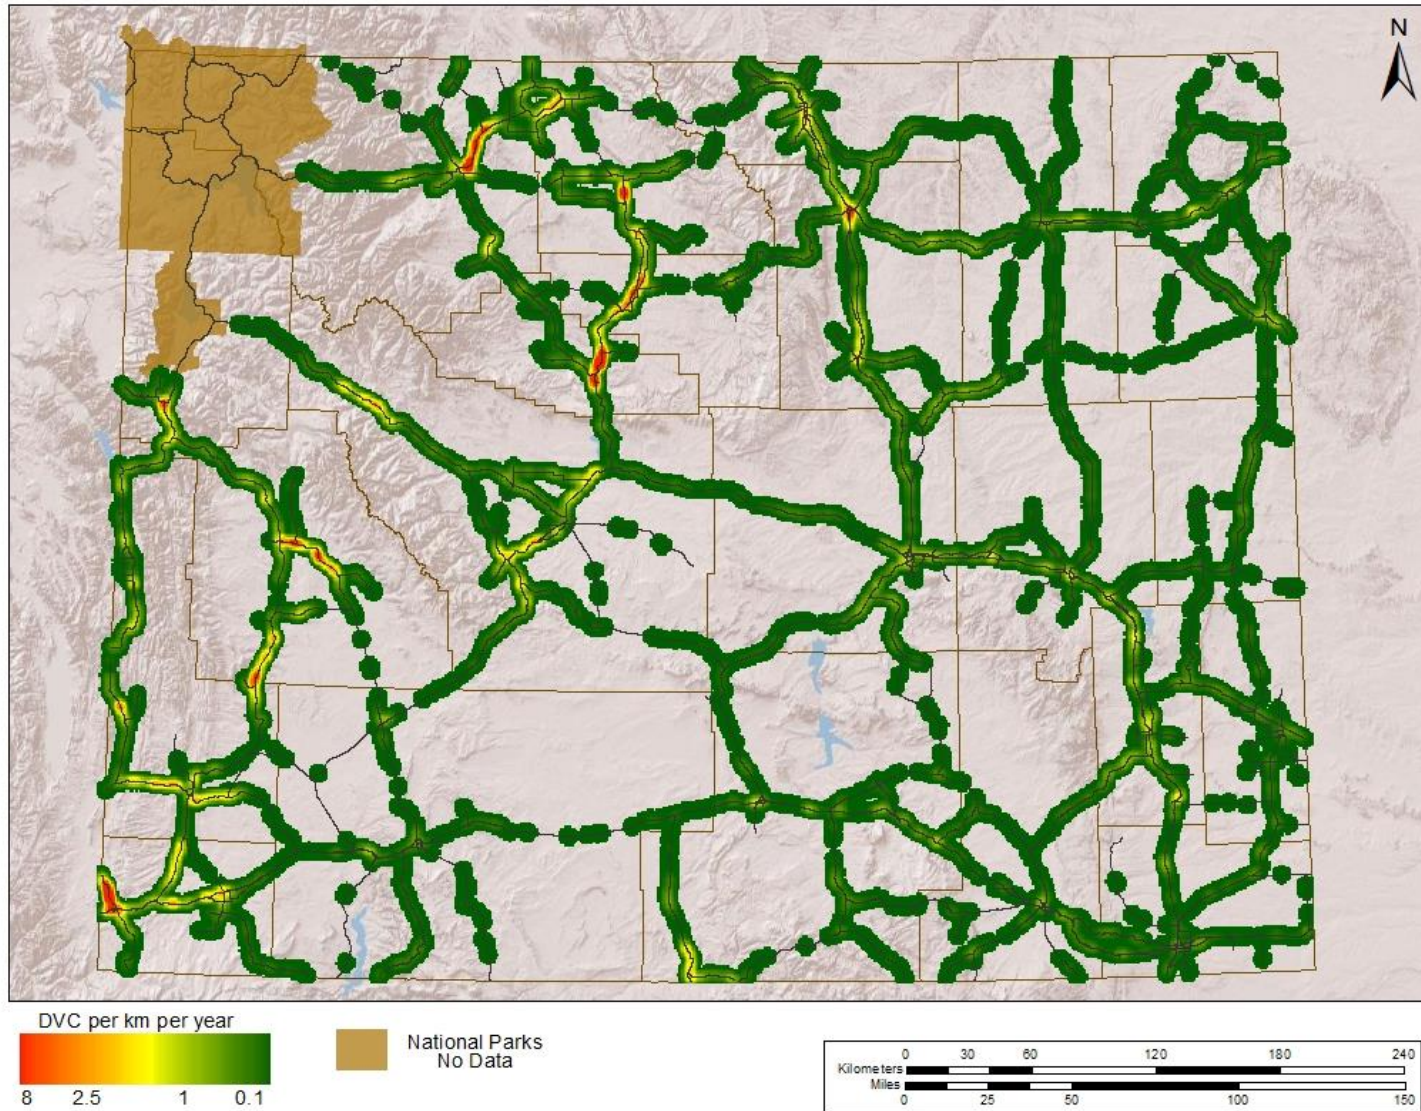 N
DVC per km per year
8 2.5 1 0.1
National Parks
No Data
0 30 60 120 180 240
Kilometers
Miles
0 25 50 100 150